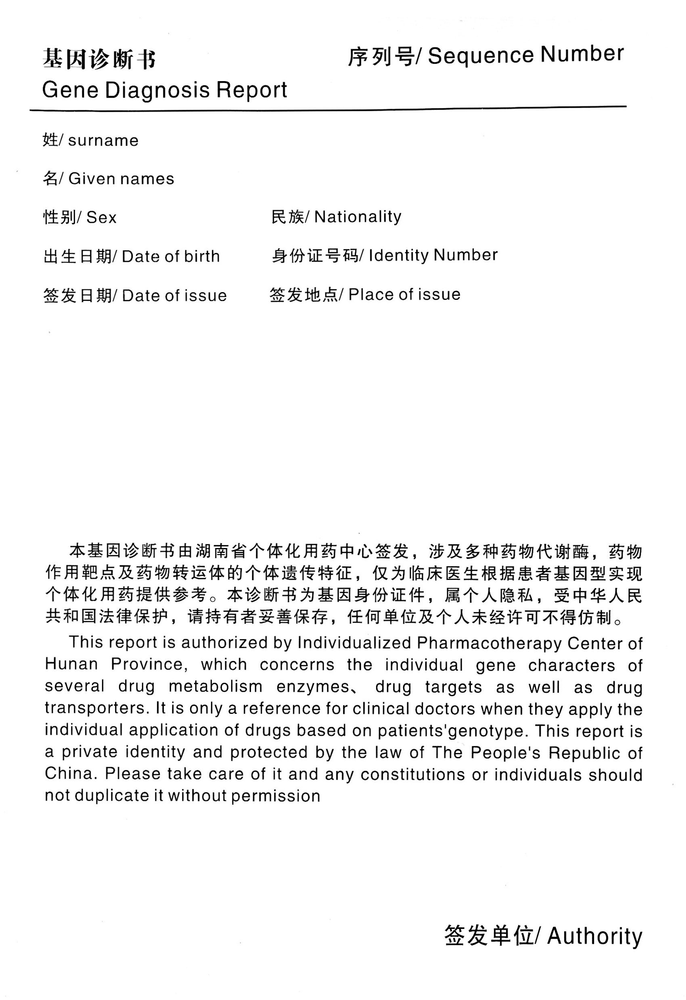 基因诊断书 序列号/ Sequence Number
Gene Diagnosis Report
姓/ surname
名/ Given names
性别/ Sex 民族/ Nationality
出生日期/ Date of birth 身份证号码/ Identity Number
签发日期/ Date of issue 签发地点/ Place of issue
本基因诊断书由湖南省个体化用药中心签发，涉及多种药物代谢酶，药物
作用靶点及药物转运体的个体遗传特征，仅为临床医生根据患者基因型实现
个体化用药提供参考。本诊断书为基因身份证件，属个人隐私，受中华人民
共和国法律保护，请持有者妥善保存，任何单位及个人未经许可不得仿制。
This report is authorized by Individualized Pharmacotherapy Center of
Hunan Province, which concerns the individual gene characters of
several drug metabolism enzymes、 drug targets as well as drug
transporters. It is only a reference for clinical doctors when they apply the
individual application of drugs based on patients'genotype. This report is
a private identity and protected by the law of The People's Republic of
China. Please take care of it and any constitutions or individuals should
not duplicate it without permission
签发单位/ Authority